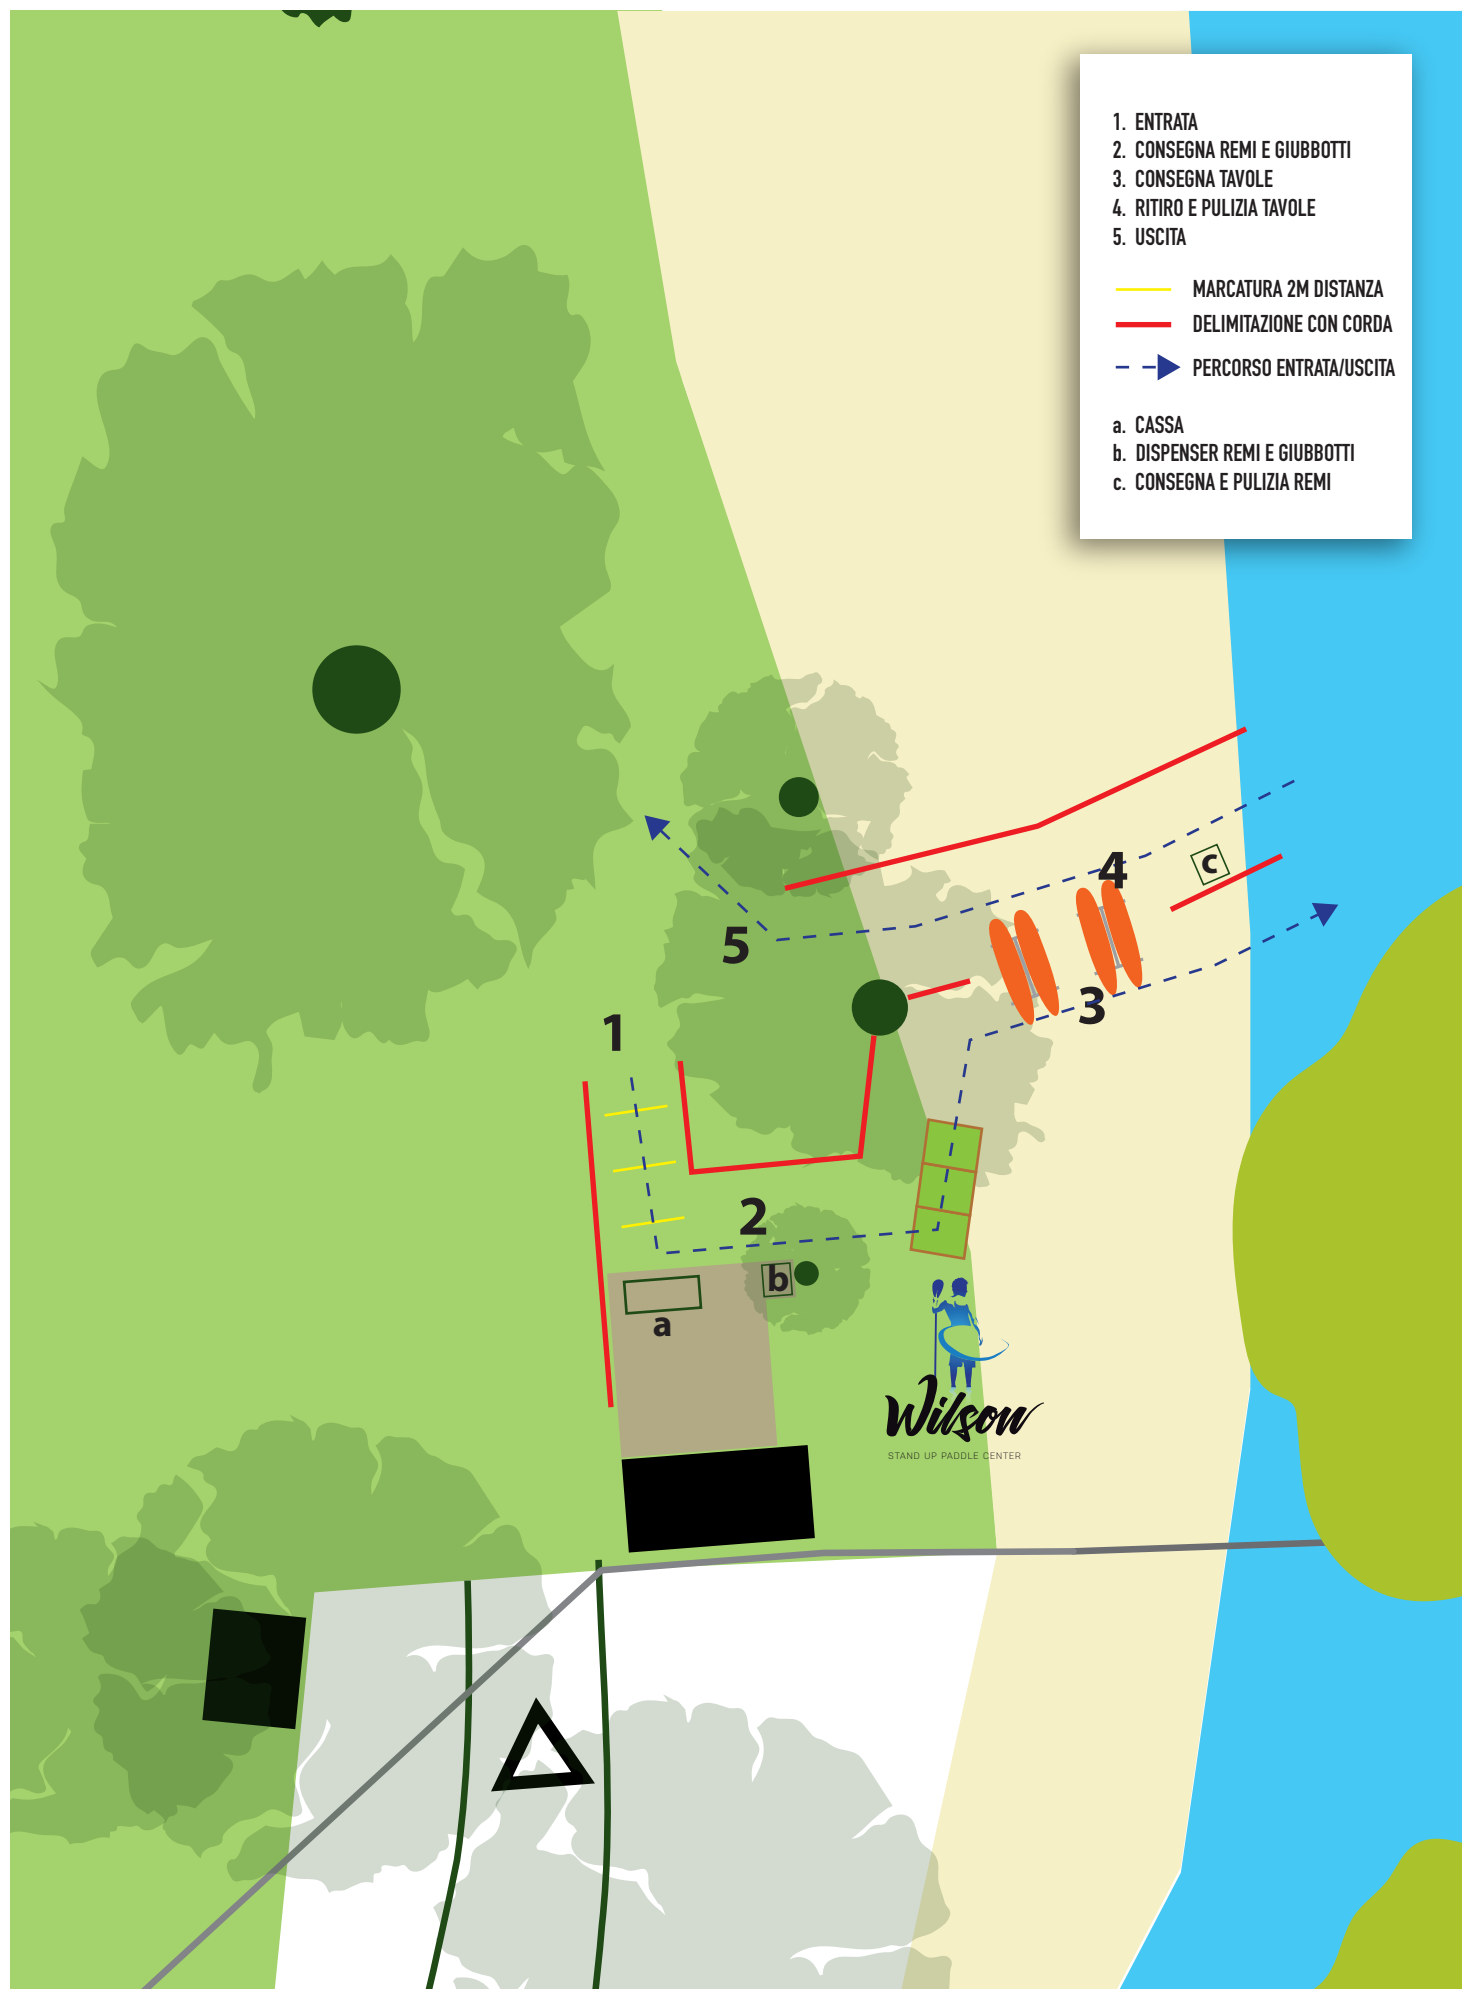 1. ENTRATA
2. CONSEGNA REMI E GIUBBOTTI
3. CONSEGNA TAVOLE
4. RITIRO E PULIZIA TAVOLE
5. USCITA
MARCATURA 2M DISTANZA
DELIMITAZIONE CON CORDA
PERCORSO ENTRATA/USCITA
a. CASSA
b. DISPENSER REMI E GIUBBOTTI
c. CONSEGNA E PULIZIA REMI
4
c
5
3
1
2
b
a
Wilson
STAND UP PADDLE CENTER